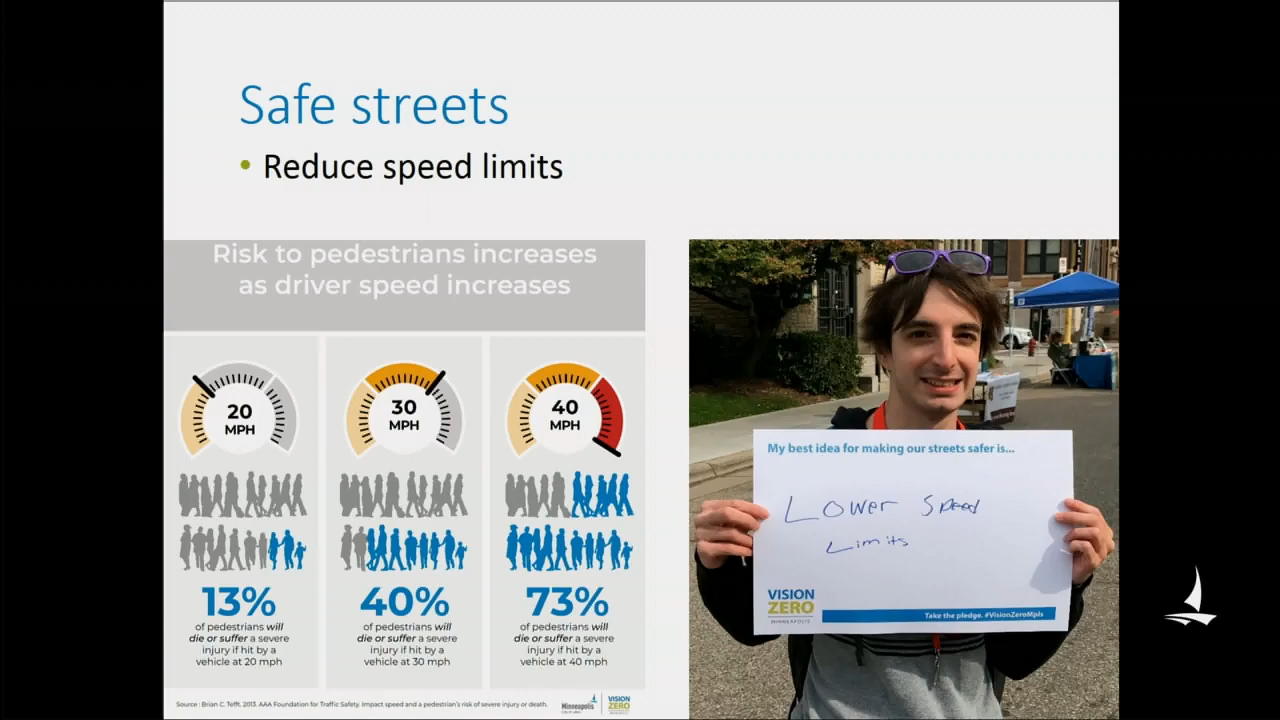 Safe streets
• Reduce speed limits
Risk to pedestrians increases
as driver speed increases
20
MPH
30
MPH
40
MPH
13%
of pedestrians will
die or suffer a severe
injury if hit by a
vehicle at 20 mph
40%
of pedestrians will
die or suffer a severe
injury if hit by a
vehicle at 30 mph
73%
of pedestrians will
die or suffer a severe
injury if hit by a
vehicle at 40 mph
Source : Brian C. Tefft. 2013. AAA Foundation for Traffic Safety. Impact speed and a pedestrian's risk of severe injury or death.
Minneapolis
City of Lakes
VISION
ZERO
MINNEAPOLIS
My best idea for making our streets safer is...
Lower Speed
Limits
VISION
ZERO
MINNEAPOLIS
Take the pledge. #VisionZeroMpls